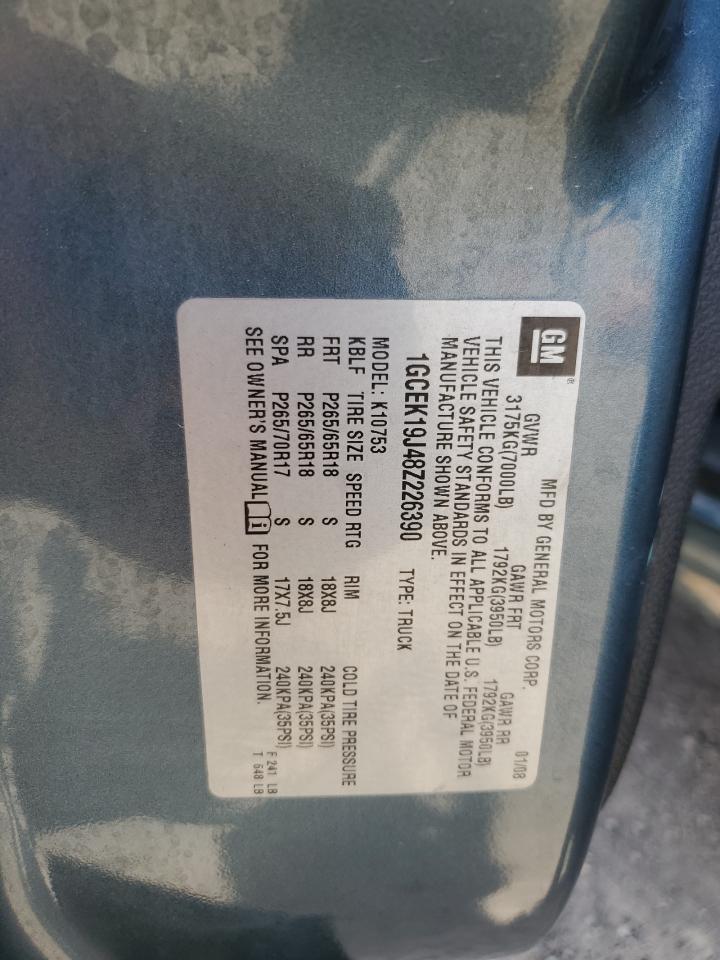 GM®
MFD BY GENERAL MOTORS CORP. 01/08
GVWR GAWR FRT GAWR RR
3175KG(7000LB) 1792KG(3950LB) 1792KG(3950LB)
THIS VEHICLE CONFORMS TO ALL APPLICABLE U.S. FEDERAL MOTOR
VEHICLE SAFETY STANDARDS IN EFFECT ON THE DATE OF
MANUFACTURE SHOWN ABOVE.
1GCEK19J48Z226390 TYPE: TRUCK
MODEL: K10753
KBLF TIRE SIZE SPEED RTG RIM COLD TIRE PRESSURE
FRT P265/65R18 S 18X8J 240KPA(35PSI)
RR P265/65R18 S 18X8J 240KPA(35PSI)
SPA P265/70R17 S 17X7.5J 240KPA(35PSI)
SEE OWNER'S MANUAL FOR MORE INFORMATION.
F 241 LB
T 648 LB